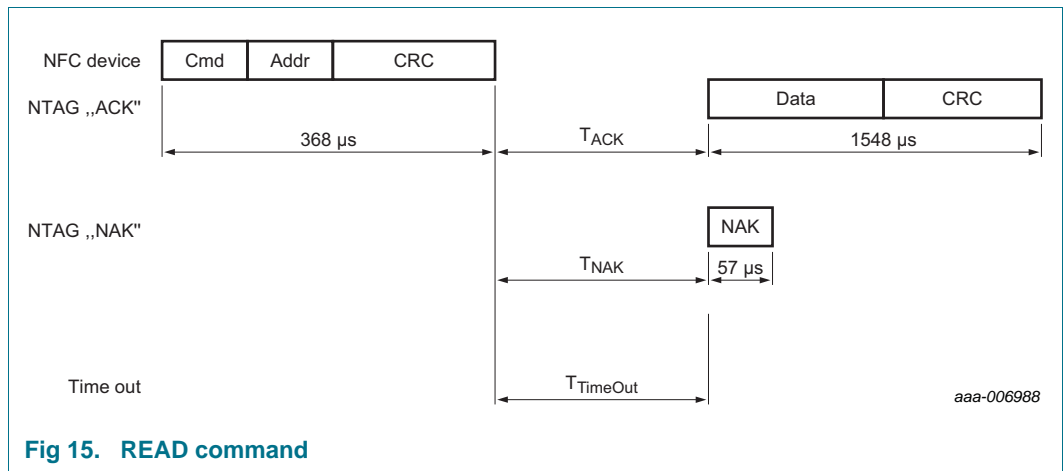 NFC device Cmd Addr CRC
NTAG ,,ACK" Data CRC
368 µs TACK 1548 µs
NTAG ,,NAK" NAK
TNAK 57 µs
Time out TTimeOut aaa-006988
Fig 15. READ command